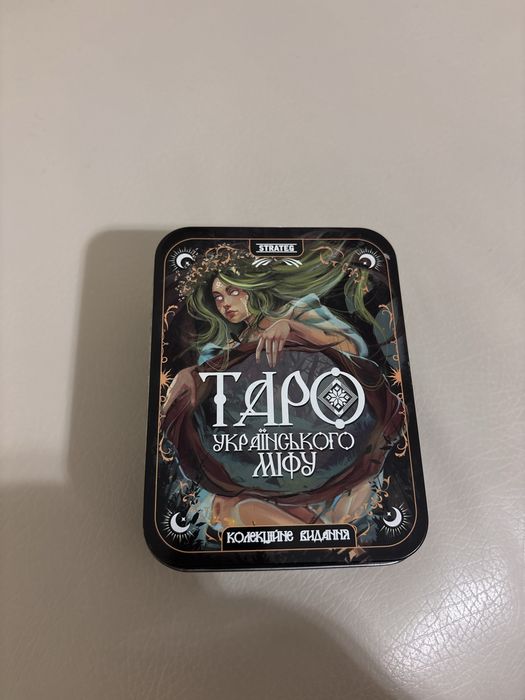 STRATEG
ТАРО
УКРАЇНСЬКОГО
МІФУ
КОЛЕКЦІЙНЕ ВИДАННЯ